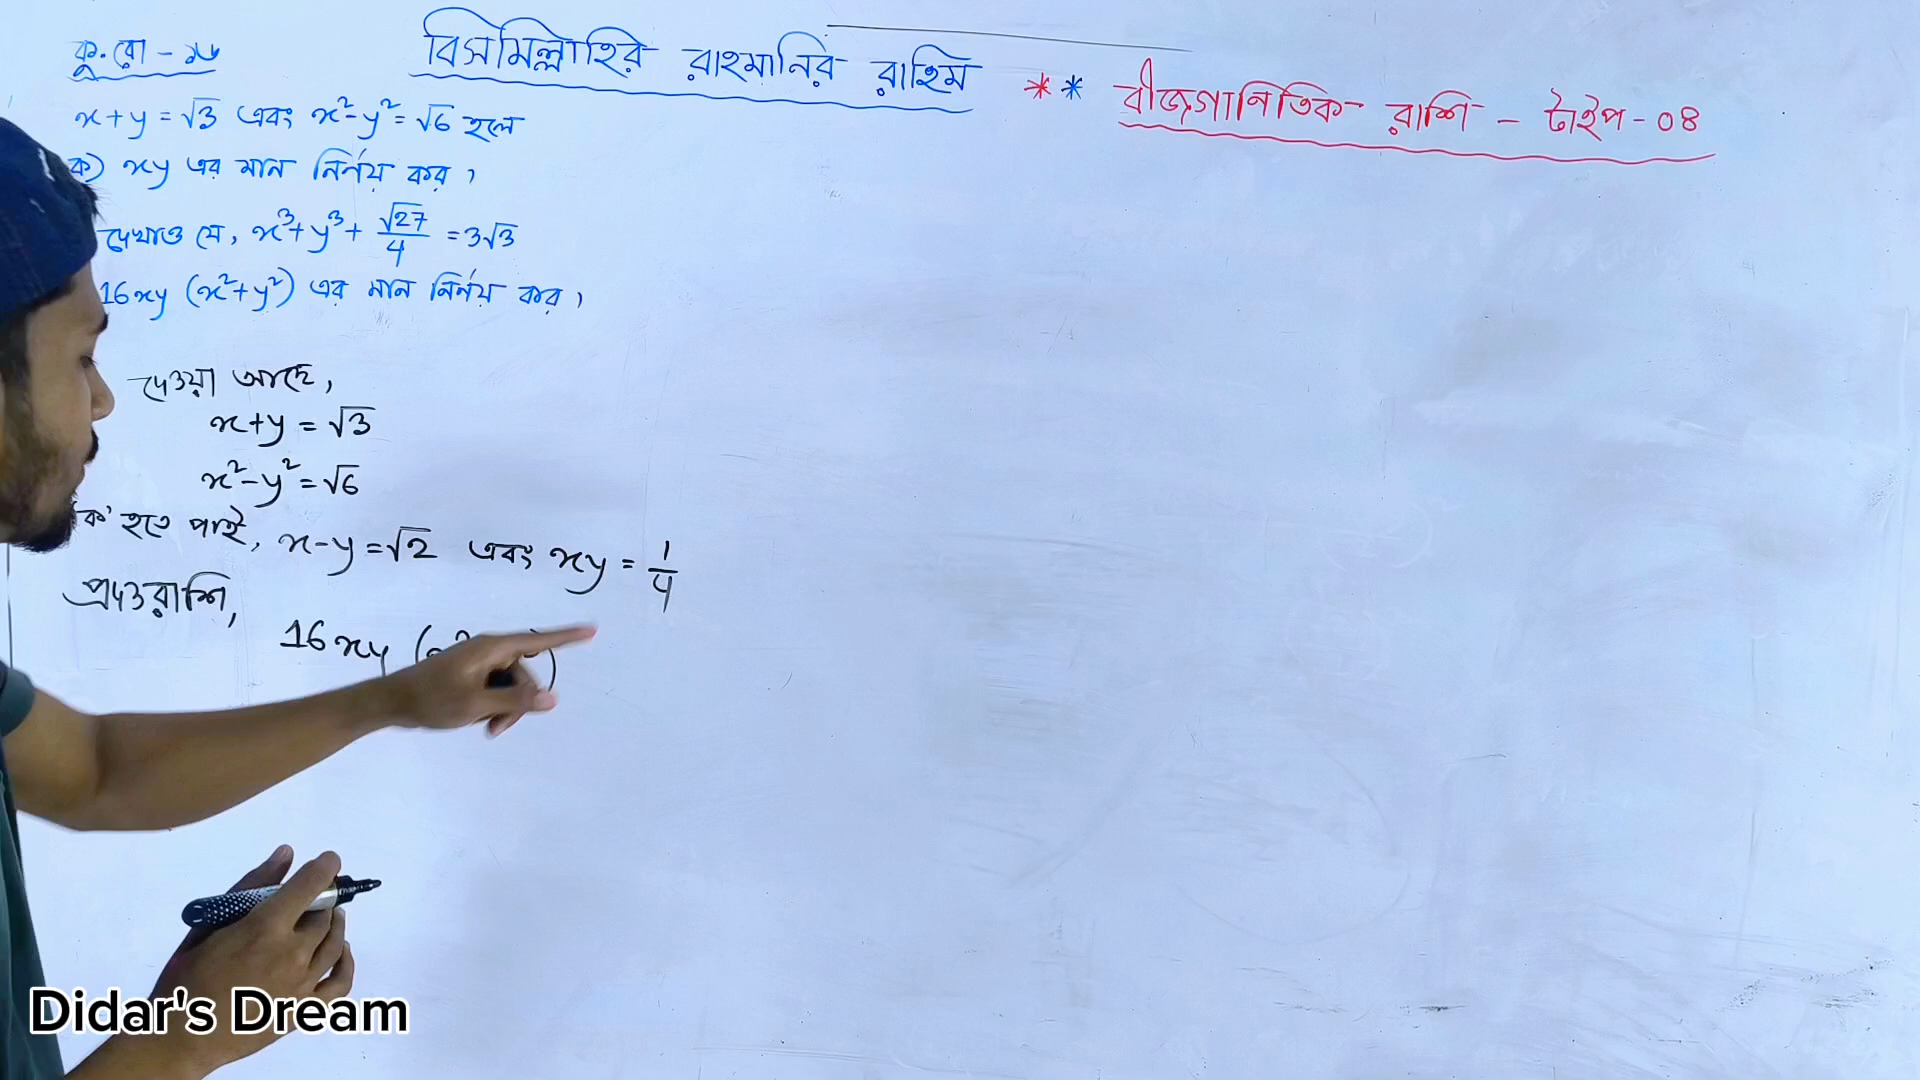 কু. বো - ১৬
বিসমিল্লাহির রাহমানির রাহিম
** বীজগাণিতিক রাশি - টাইপ - ০৪
x+y = √3 এবং x²-y² = √6 হলে
ক) xy এর মান নির্ণয় কর ,
দেখাও যে, x³+y³+ √27/4 = 3√3
16xy (x²+y²) এর মান নির্ণয় কর ,
দেওয়া আছে,
x+y = √3
x²-y² = √6
'ক' হতে পাই, x-y = √2 এবং xy = 1/4
প্রদত্তরাশি,
16xy (
Didar's Dream